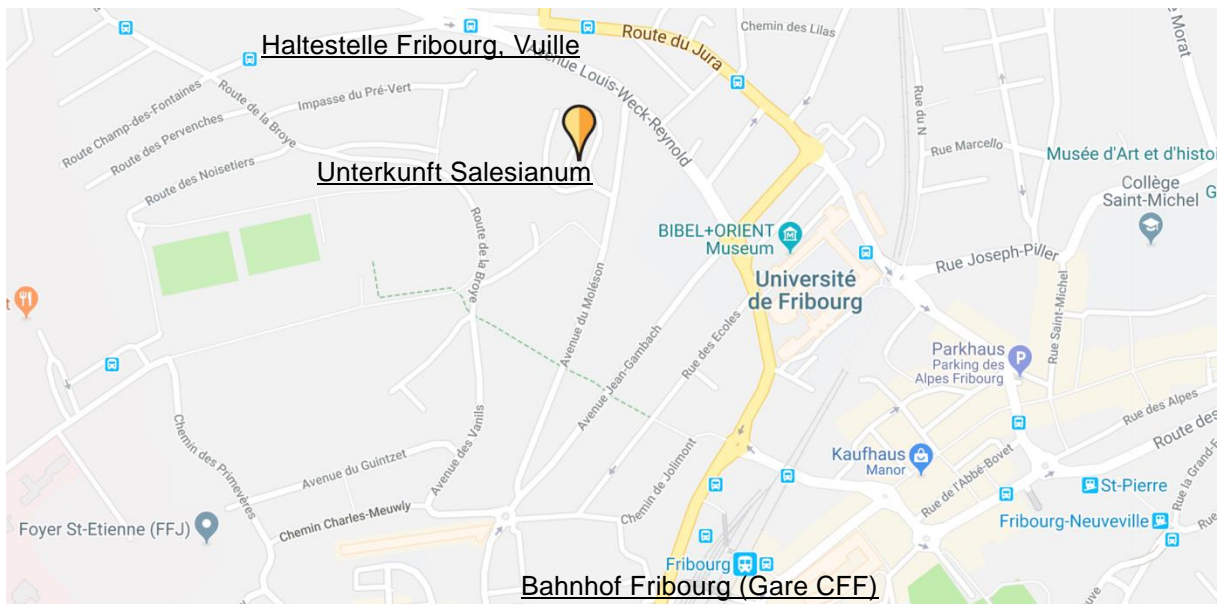 Haltestelle Fribourg, Vuille
Route du Jura
Chemin des Lilas
Avenue Louis-Weck-Reynold
Route Champ-des-Fontaines
Route de la Broye
Impasse du Pré-Vert
Route des Pervenches
Rue du N
Rue Marcello
Musée d'Art et d'histoi
Collège
Saint-Michel
G
Unterkunft Salesianum
Route des Noisetiers
BIBEL+ORIENT
Museum
Université
de Fribourg
Rue Joseph-Piller
Route de la Broye
Avenue du Moléson
Avenue Jean-Gambach
Rue des Ecoles
Rue Saint-Michel
Parkhaus
Parking des
Alpes Fribourg
Rue des Alpes
Route des
Chemin des Primevères
Avenue du Guintzet
Avenue des Vanils
Chemin de Jolimont
Kaufhaus
Manor
Rue de l'Abbé-Bovet
St-Pierre
Rue la Grand-F
Foyer St-Etienne (FFJ)
Chemin Charles-Meuwly
Fribourg-Neuveville
Rue
Fribourg
Bahnhof Fribourg (Gare CFF)